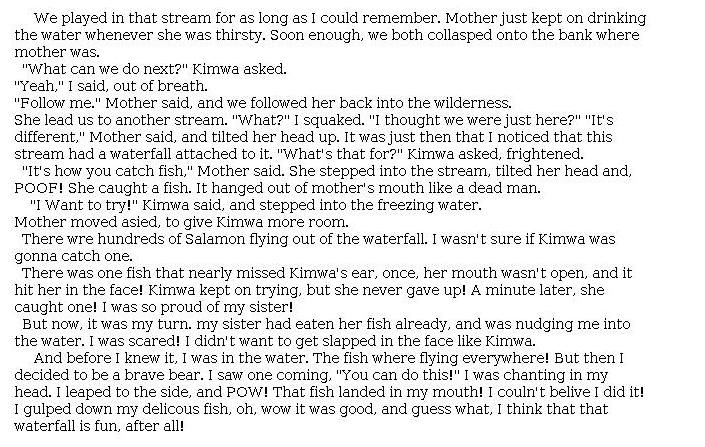 We played in that stream for as long as I could remember. Mother just kept on drinking
the water whenever she was thirsty. Soon enough, we both collasped onto the bank where
mother was.
"What can we do next?" Kimwa asked.
"Yeah," I said, out of breath.
"Follow me." Mother said, and we followed her back into the wilderness.
She lead us to another stream. "What?" I squaked. "I thought we were just here?" "It's
different," Mother said, and tilted her head up. It was just then that I noticed that this
stream had a waterfall attached to it. "What's that for?" Kimwa asked, frightened.
"It's how you catch fish," Mother said. She stepped into the stream, tilted her head and,
POOF! She caught a fish. It hanged out of mother's mouth like a dead man.
"I Want to try!" Kimwa said, and stepped into the freezing water.
Mother moved asied, to give Kimwa more room.
There wre hundreds of Salamon flying out of the waterfall. I wasn't sure if Kimwa was
gonna catch one.
There was one fish that nearly missed Kimwa's ear, once, her mouth wasn't open, and it
hit her in the face! Kimwa kept on trying, but she never gave up! A minute later, she
caught one! I was so proud of my sister!
But now, it was my turn. my sister had eaten her fish already, and was nudging me into
the water. I was scared! I didn't want to get slapped in the face like Kimwa.
And before I knew it, I was in the water. The fish where flying everywhere! But then I
decided to be a brave bear. I saw one coming, "You can do this!" I was chanting in my
head. I leaped to the side, and POW! That fish landed in my mouth! I couln't belive I did it!
I gulped down my delicous fish, oh, wow it was good, and guess what, I think that that
waterfall is fun, after all!